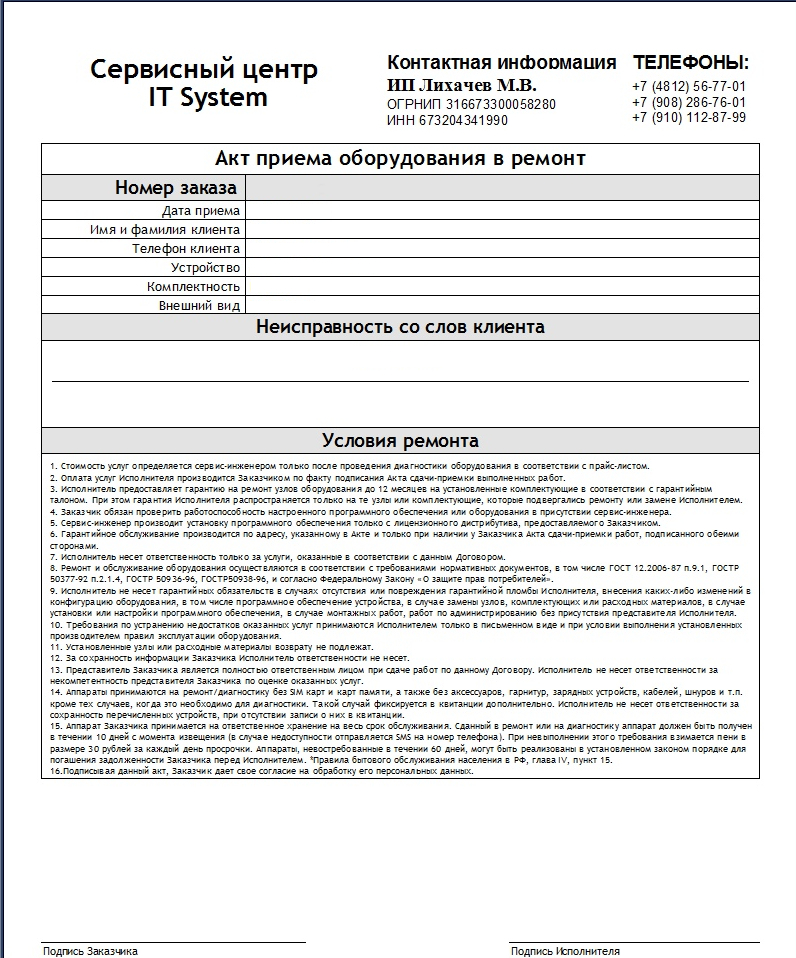 Сервисный центр
IT System
Контактная информация
ИП Лихачев М.В.
ОГРНИП 316673300058280
ИНН 673204341990
ТЕЛЕФОНЫ:
+7 (4812) 56-77-01
+7 (908) 286-76-01
+7 (910) 112-87-99
Акт приема оборудования в ремонт
Номер заказа
Дата приема
Имя и фамилия клиента
Телефон клиента
Устройство
Комплектность
Внешний вид
Неисправность со слов клиента
Условия ремонта
1. Стоимость услуг определяется сервис-инженером только после проведения диагностики оборудования в соответствии с прайс-листом.
2. Оплата услуг Исполнителя производится Заказчиком по факту подписания Акта сдачи-приемки выполненных работ.
3. Исполнитель предоставляет гарантию на ремонт узлов оборудования до 12 месяцев на установленные комплектующие в соответствии с гарантийным
талоном. При этом гарантия Исполнителя распространяется только на те узлы или комплектующие, которые подвергались ремонту или замене Исполнителем.
4. Заказчик обязан проверить работоспособность настроенного программного обеспечения или оборудования в присутствии сервис-инженера.
5. Сервис-инженер производит установку программного обеспечения только с лицензионного дистрибутива, предоставляемого Заказчиком.
6. Гарантийное обслуживание производится по адресу, указанному в Акте и только при наличии у Заказчика Акта сдачи-приемки работ, подписанного обеими
сторонами.
7. Исполнитель несет ответственность только за услуги, оказанные в соответствии с данным Договором.
8. Ремонт и обслуживание оборудования осуществляются в соответствии с требованиями нормативных документов, в том числе ГОСТ 12.2006-87 п.9.1, ГОСТР
50377-92 п.2.1.4, ГОСТР 50936-96, ГОСТР50938-96, и согласно Федеральному Закону «О защите прав потребителей».
9. Исполнитель не несет гарантийных обязательств в случаях отсутствия или повреждения гарантийной пломбы Исполнителя, внесения каких-либо изменений в
конфигурацию оборудования, в том числе программное обеспечение устройства, в случае замены узлов, комплектующих или расходных материалов, в случае
установки или настройки программного обеспечения, в случае монтажных работ, работ по администрированию без присутствия представителя Исполнителя.
10. Требования по устранению недостатков оказанных услуг принимаются Исполнителем только в письменном виде и при условии выполнения установленных
производителем правил эксплуатации оборудования.
11. Установленные узлы или расходные материалы возврату не подлежат.
12. За сохранность информации Заказчика Исполнитель ответственности не несет.
13. Представитель Заказчика является полностью ответственным лицом при сдаче работ по данному Договору. Исполнитель не несет ответственности за
некомпетентность представителя Заказчика по оценке оказанных услуг.
14. Аппараты принимаются на ремонт/диагностику без SIM карт и карт памяти, а также без аксессуаров, гарнитур, зарядных устройств, кабелей, шнуров и т.п.
кроме тех случаев, когда это необходимо для диагностики. Такой случай фиксируется в квитанции дополнительно. Исполнитель не несет ответственности за
сохранность перечисленных устройств, при отсутствии записи о них в квитанции.
15. Аппарат Заказчика принимается на ответственное хранение на весь срок обслуживания. Сданный в ремонт или на диагностику аппарат должен быть получен
в течении 10 дней с момента извещения (в случае недоступности отправляется SMS на номер телефона). При невыполнении этого требования взимается пени в
размере 30 рублей за каждый день просрочки. Аппараты, невостребованные в течении 60 дней, могут быть реализованы в установленном законом порядке для
погашения задолженности Заказчика перед Исполнителем. *Правила бытового обслуживания населения в РФ, глава IV, пункт 15.
16.Подписывая данный акт, Заказчик дает свое согласие на обработку его персональных данных.
Подпись Заказчика
Подпись Исполнителя